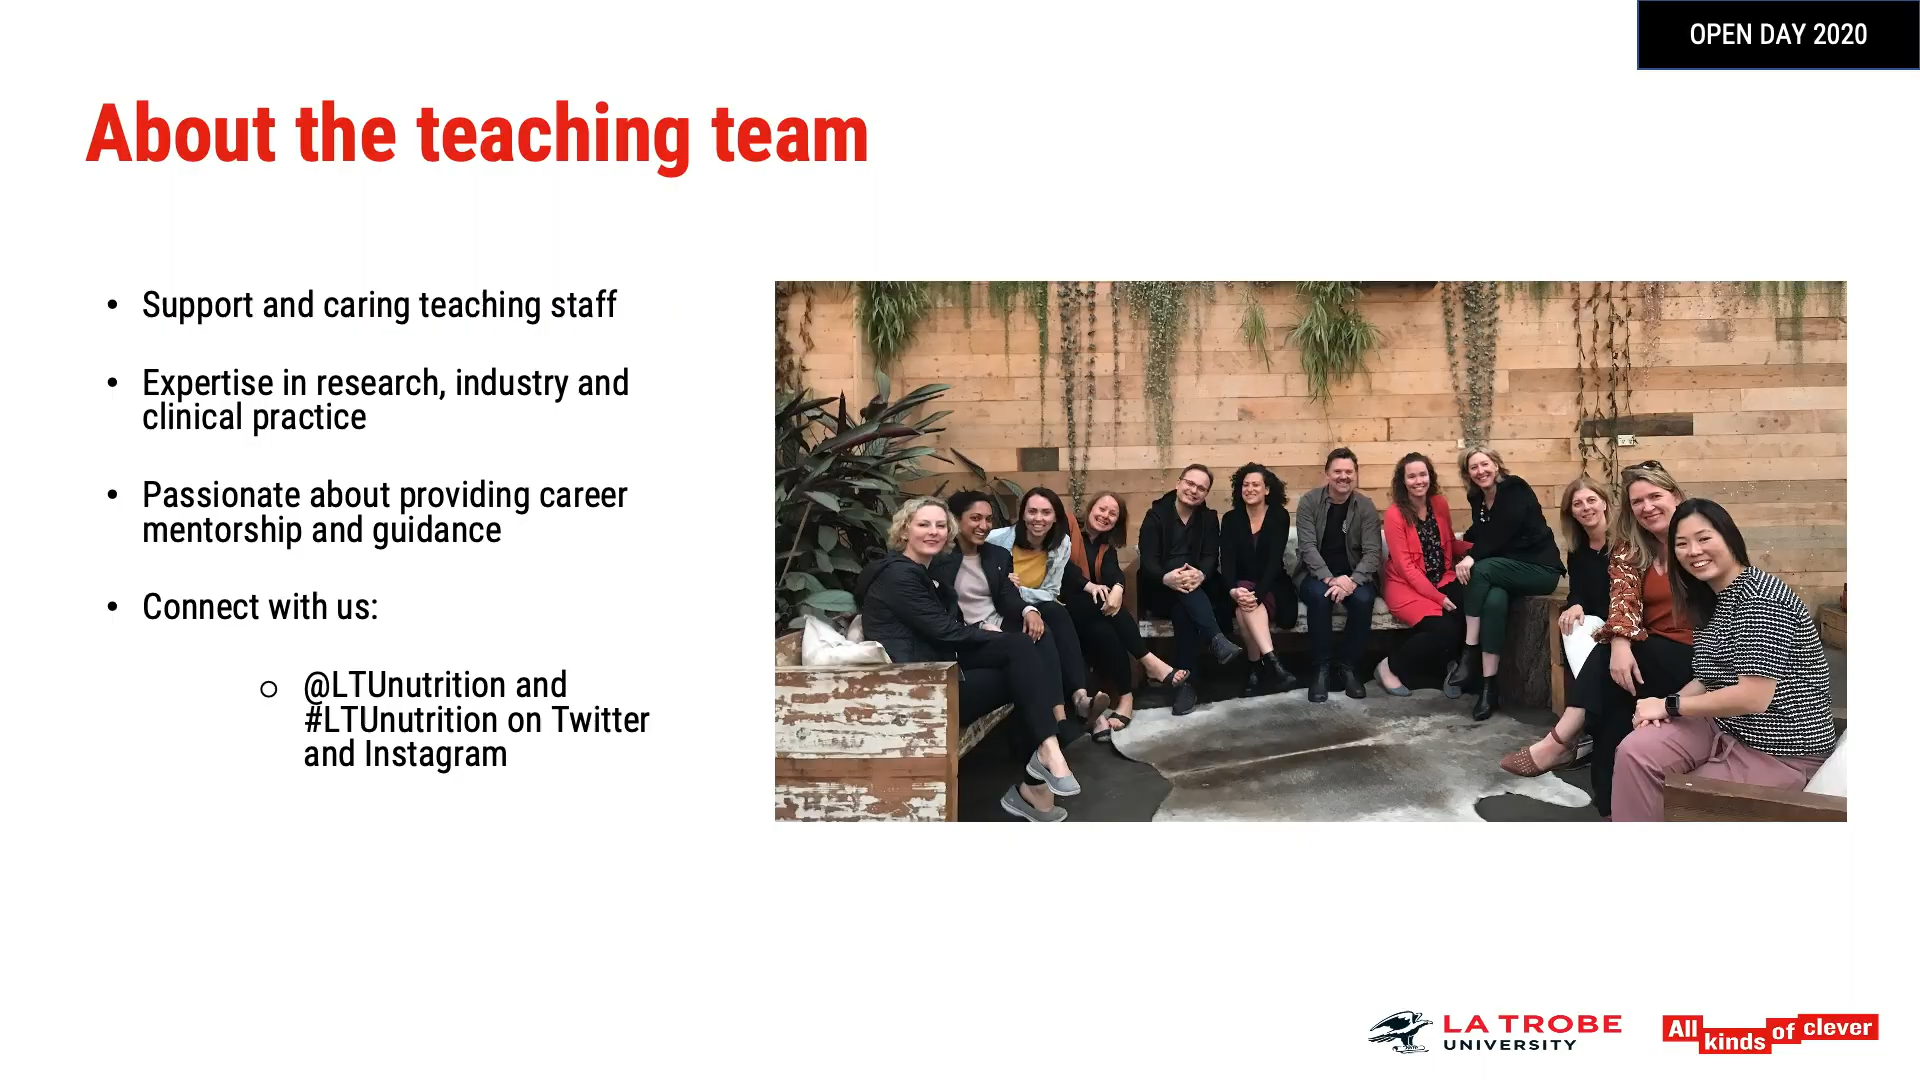 OPEN DAY 2020
About the teaching team
• Support and caring teaching staff
• Expertise in research, industry and
clinical practice
• Passionate about providing career
mentorship and guidance
• Connect with us:
o @LTUnutrition and
#LTUnutrition on Twitter
and Instagram
LA TROBE
UNIVERSITY
All kinds of clever